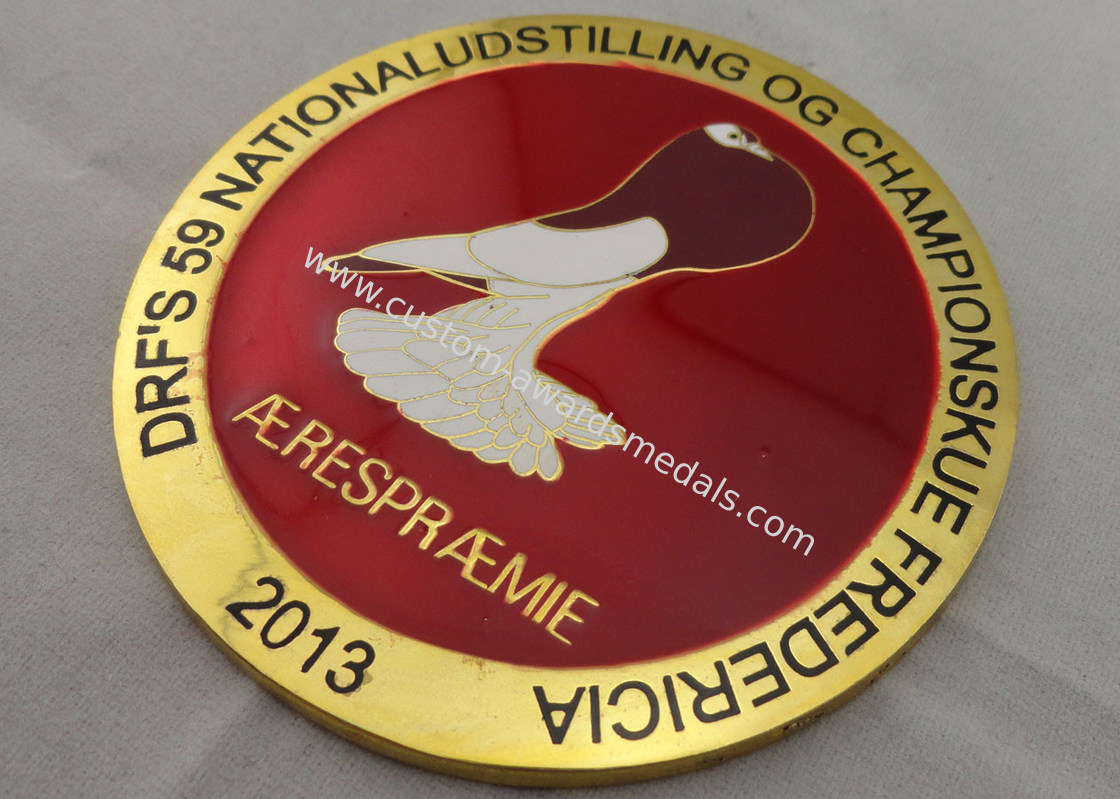 DRF'S 59 NATIONALUDSTILLING OG CHAMPIONSKUE FREDERICIA
2013
ÆRESPRÆMIE
www.custom-awardsmedals.com